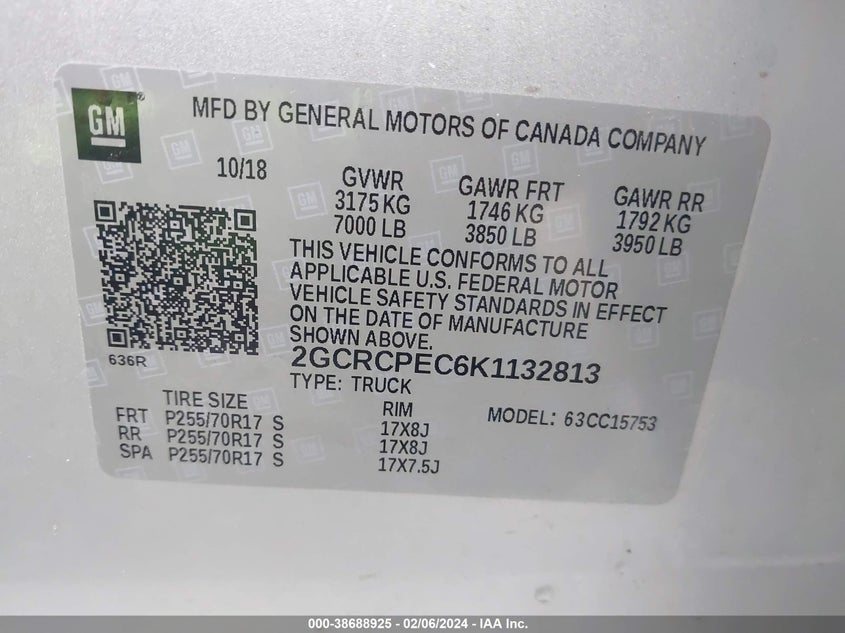 GM
MFD BY GENERAL MOTORS OF CANADA COMPANY
10/18
GVWR
3175 KG
7000 LB
GAWR FRT
1746 KG
3850 LB
GAWR RR
1792 KG
3950 LB
THIS VEHICLE CONFORMS TO ALL
APPLICABLE U.S. FEDERAL MOTOR
VEHICLE SAFETY STANDARDS IN EFFECT
ON THE DATE OF MANUFACTURE
SHOWN ABOVE.
636R
2GCRCPEC6K1132813
TYPE: TRUCK
TIRE SIZE
RIM
MODEL: 63CC15753
FRT P255/70R17 S 17X8J
RR P255/70R17 S 17X8J
SPA P255/70R17 S 17X7.5J
000-38688925 - 02/06/2024 - IAAI.COM